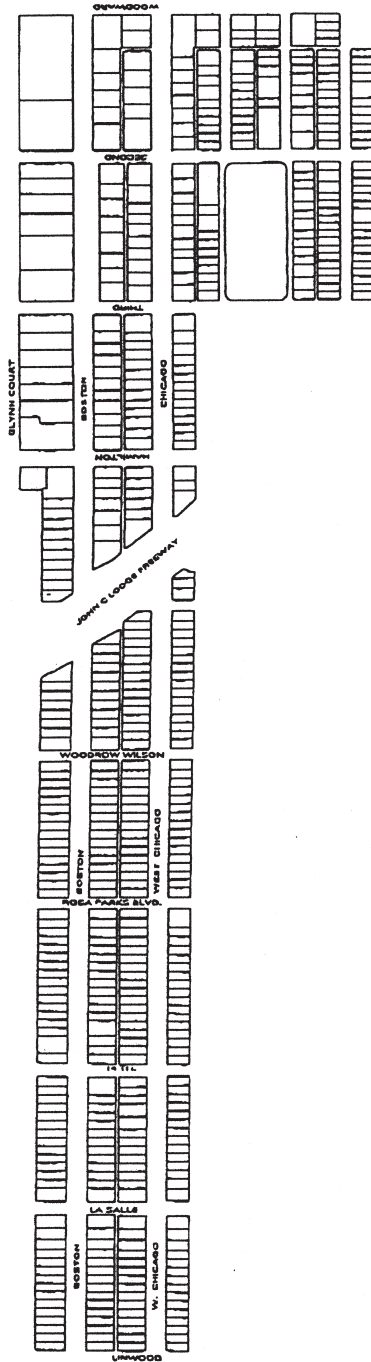 WOODWARD
SECOND
THIRD
GLYNN COURT
BOSTON
CHICAGO
HAMILTON
JOHN C LODGE FREEWAY
WOODROW WILSON
BOSTON
WEST CHICAGO
ROSA PARKS BLVD.
14TH
LA SALLE
BOSTON
W. CHICAGO
LINWOOD